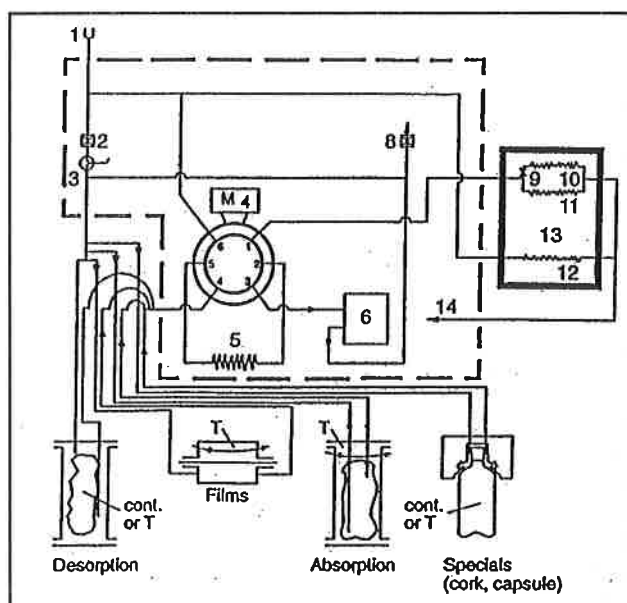 1
2
8
3
M 4
9 10
11
13
12
6 1
5 2
4 3
6
14
5
T
T
cont.
or T
Films
cont.
or T
Desorption
Absorption
Specials
(cork, capsule)